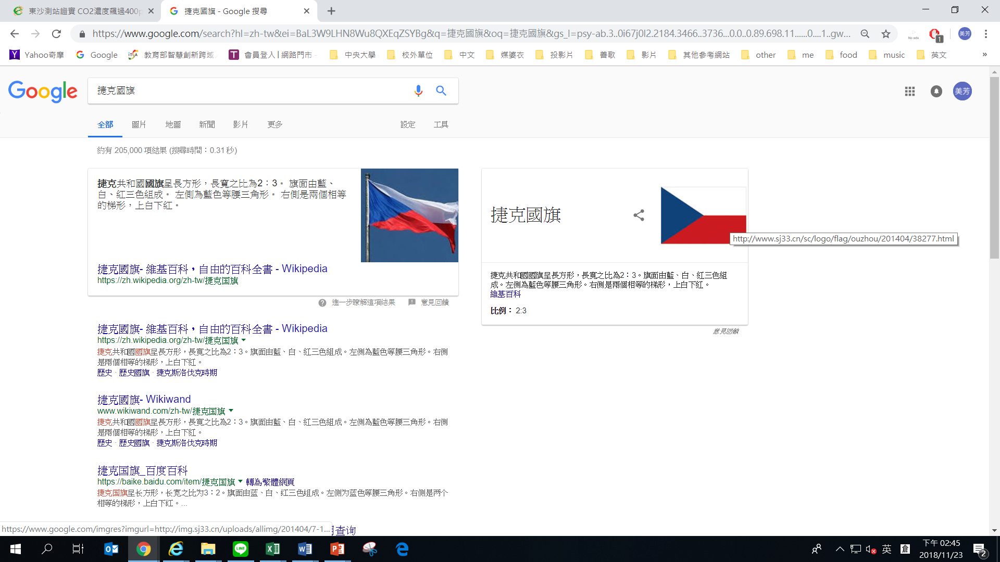 東沙測站證實 CO2濃度飆過400p
捷克國旗 - Google 搜尋
https://www.google.com/search?hl=zh-tw&ei=BaL3W9LHN8Wu8QXEqZSYBg&q=捷克國旗&oq=捷克國旗&gs_l=psy-ab.3..0i67j0l2.2184.3466..3736...0.0..0.89.698.11......0....1..gw...
No ads
1
美芳
Yahoo奇摩
Google
教育部智慧創新跨域
會員登入 | 網路門市 -
中央大學
校外單位
中文
媒婆衣
投影片
善歌
影片
其他參考網站
other
me
food
music
英文
»
Google
捷克國旗
美芳
全部
圖片
地圖
新聞
影片
更多
設定
工具
約有 205,000 項結果 (搜尋時間:0.31 秒)
捷克共和國國旗呈長方形,長寬之比為2:3。 旗面由藍、
白、紅三色組成。 左側為藍色等腰三角形。 右側是兩個相等
的梯形,上白下紅。
捷克國旗- 維基百科,自由的百科全書 - Wikipedia
https://zh.wikipedia.org/zh-tw/捷克国旗
進一步瞭解這項結果
意見回饋
捷克國旗- 維基百科,自由的百科全書 - Wikipedia
https://zh.wikipedia.org/zh-tw/捷克国旗
捷克共和國國旗呈長方形,長寬之比為2:3。旗面由藍、白、紅三色組成。左側為藍色等腰三角形。右側
是兩個相等的梯形,上白下紅。
歷史 · 歷史國旗 · 捷克斯洛伐克時期
捷克國旗- Wikiwand
www.wikiwand.com/zh-tw/捷克国旗
捷克共和國國旗呈長方形,長寬之比為2:3。旗面由藍、白、紅三色組成。左側為藍色等腰三角形。右側
是兩個相等的梯形,上白下紅。
歷史 · 歷史國旗 · 捷克斯洛伐克時期
捷克国旗_百度百科
https://baike.baidu.com/item/捷克国旗
轉為繁體網頁
捷克国旗呈长方形,长宽之比为3:2。旗面由蓝、白、红三色组成。左侧为蓝色等腰三角形。右侧是两个
相等的梯形,上白下红。...
查询
捷克國旗
http://www.sj33.cn/sc/logo/flag/ouzhou/201404/38277.html
捷克共和國國旗呈長方形,長寬之比為2:3。旗面由藍、白、紅三色組
成。左側為藍色等腰三角形。右側是兩個相等的梯形,上白下紅。
維基百科
比例: 2:3
意見回饋
https://www.google.com/imgres?imgurl=http://img.sj33.cn/uploads/allimg/201404/7-1...
LINE
英
倉
下午 02:45
2018/11/23
2